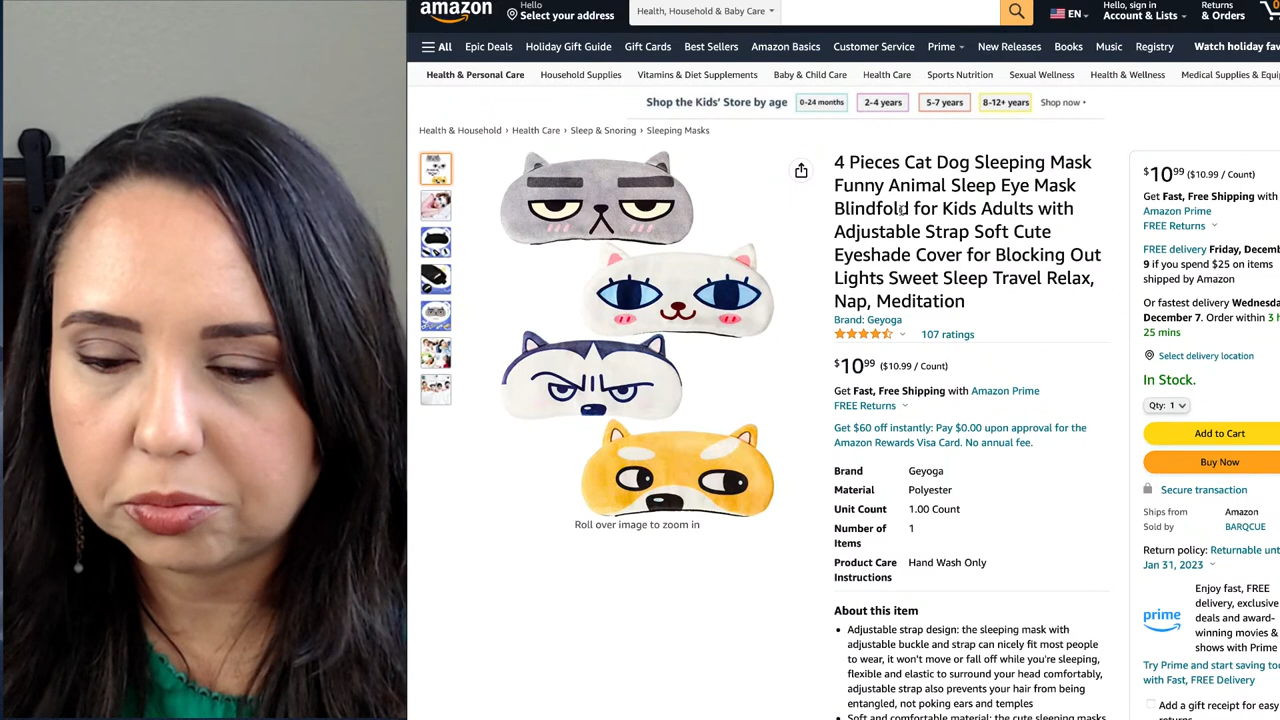 amazon
Hello
Select your address
Health, Household & Baby Care
EN
Hello, sign in
Account & Lists
Returns
& Orders
All
Epic Deals
Holiday Gift Guide
Gift Cards
Best Sellers
Amazon Basics
Customer Service
Prime
New Releases
Books
Music
Registry
Watch holiday
Health & Personal Care
Household Supplies
Vitamins & Diet Supplements
Baby & Child Care
Health Care
Sports Nutrition
Sexual Wellness
Health & Wellness
Medical Supplies &
Shop the Kids' Store by age
0-24 months
2-4 years
5-7 years
8-12+ years
Shop now
Health & Household › Health Care › Sleep & Snoring › Sleeping Masks
4 Pieces Cat Dog Sleeping Mask
Funny Animal Sleep Eye Mask
Blindfold for Kids Adults with
Adjustable Strap Soft Cute
Eyeshade Cover for Blocking Out
Lights Sweet Sleep Travel Relax,
Nap, Meditation
Brand: Geyoga
107 ratings
$10 99 ($10.99 / Count)
Get Fast, Free Shipping with Amazon Prime
FREE Returns
Get $60 off instantly: Pay $0.00 upon approval for the
Amazon Rewards Visa Card. No annual fee.
Brand Geyoga
Material Polyester
Unit Count 1.00 Count
Number of 1
Items
Product Care Hand Wash Only
Instructions
About this item
Adjustable strap design: the sleeping mask with
adjustable buckle and strap can nicely fit most people
to wear, it won't move or fall off while you're sleeping,
flexible and elastic to surround your head comfortably,
adjustable strap also prevents your hair from being
entangled, not poking ears and temples
Soft and comfortable material: the cute sleeping masks
Roll over image to zoom in
$10 99 ($10.99 / Count)
Get Fast, Free Shipping with
Amazon Prime
FREE Returns
FREE delivery Friday,
9 if you spend $25 on items
shipped by Amazon
Or fastest delivery
December 7. Order within 3
25 mins
Select delivery location
In Stock.
Qty: 1
Add to Cart
Buy Now
Secure transaction
Ships from Amazon
Sold by BARQCUE
Return policy: Returnable
Jan 31, 2023
prime
Enjoy fast, FREE
delivery, exclusive
deals and award-
winning movies &
shows with Prime
Try Prime and start saving
with Fast, FREE Delivery
Add a gift receipt for easy